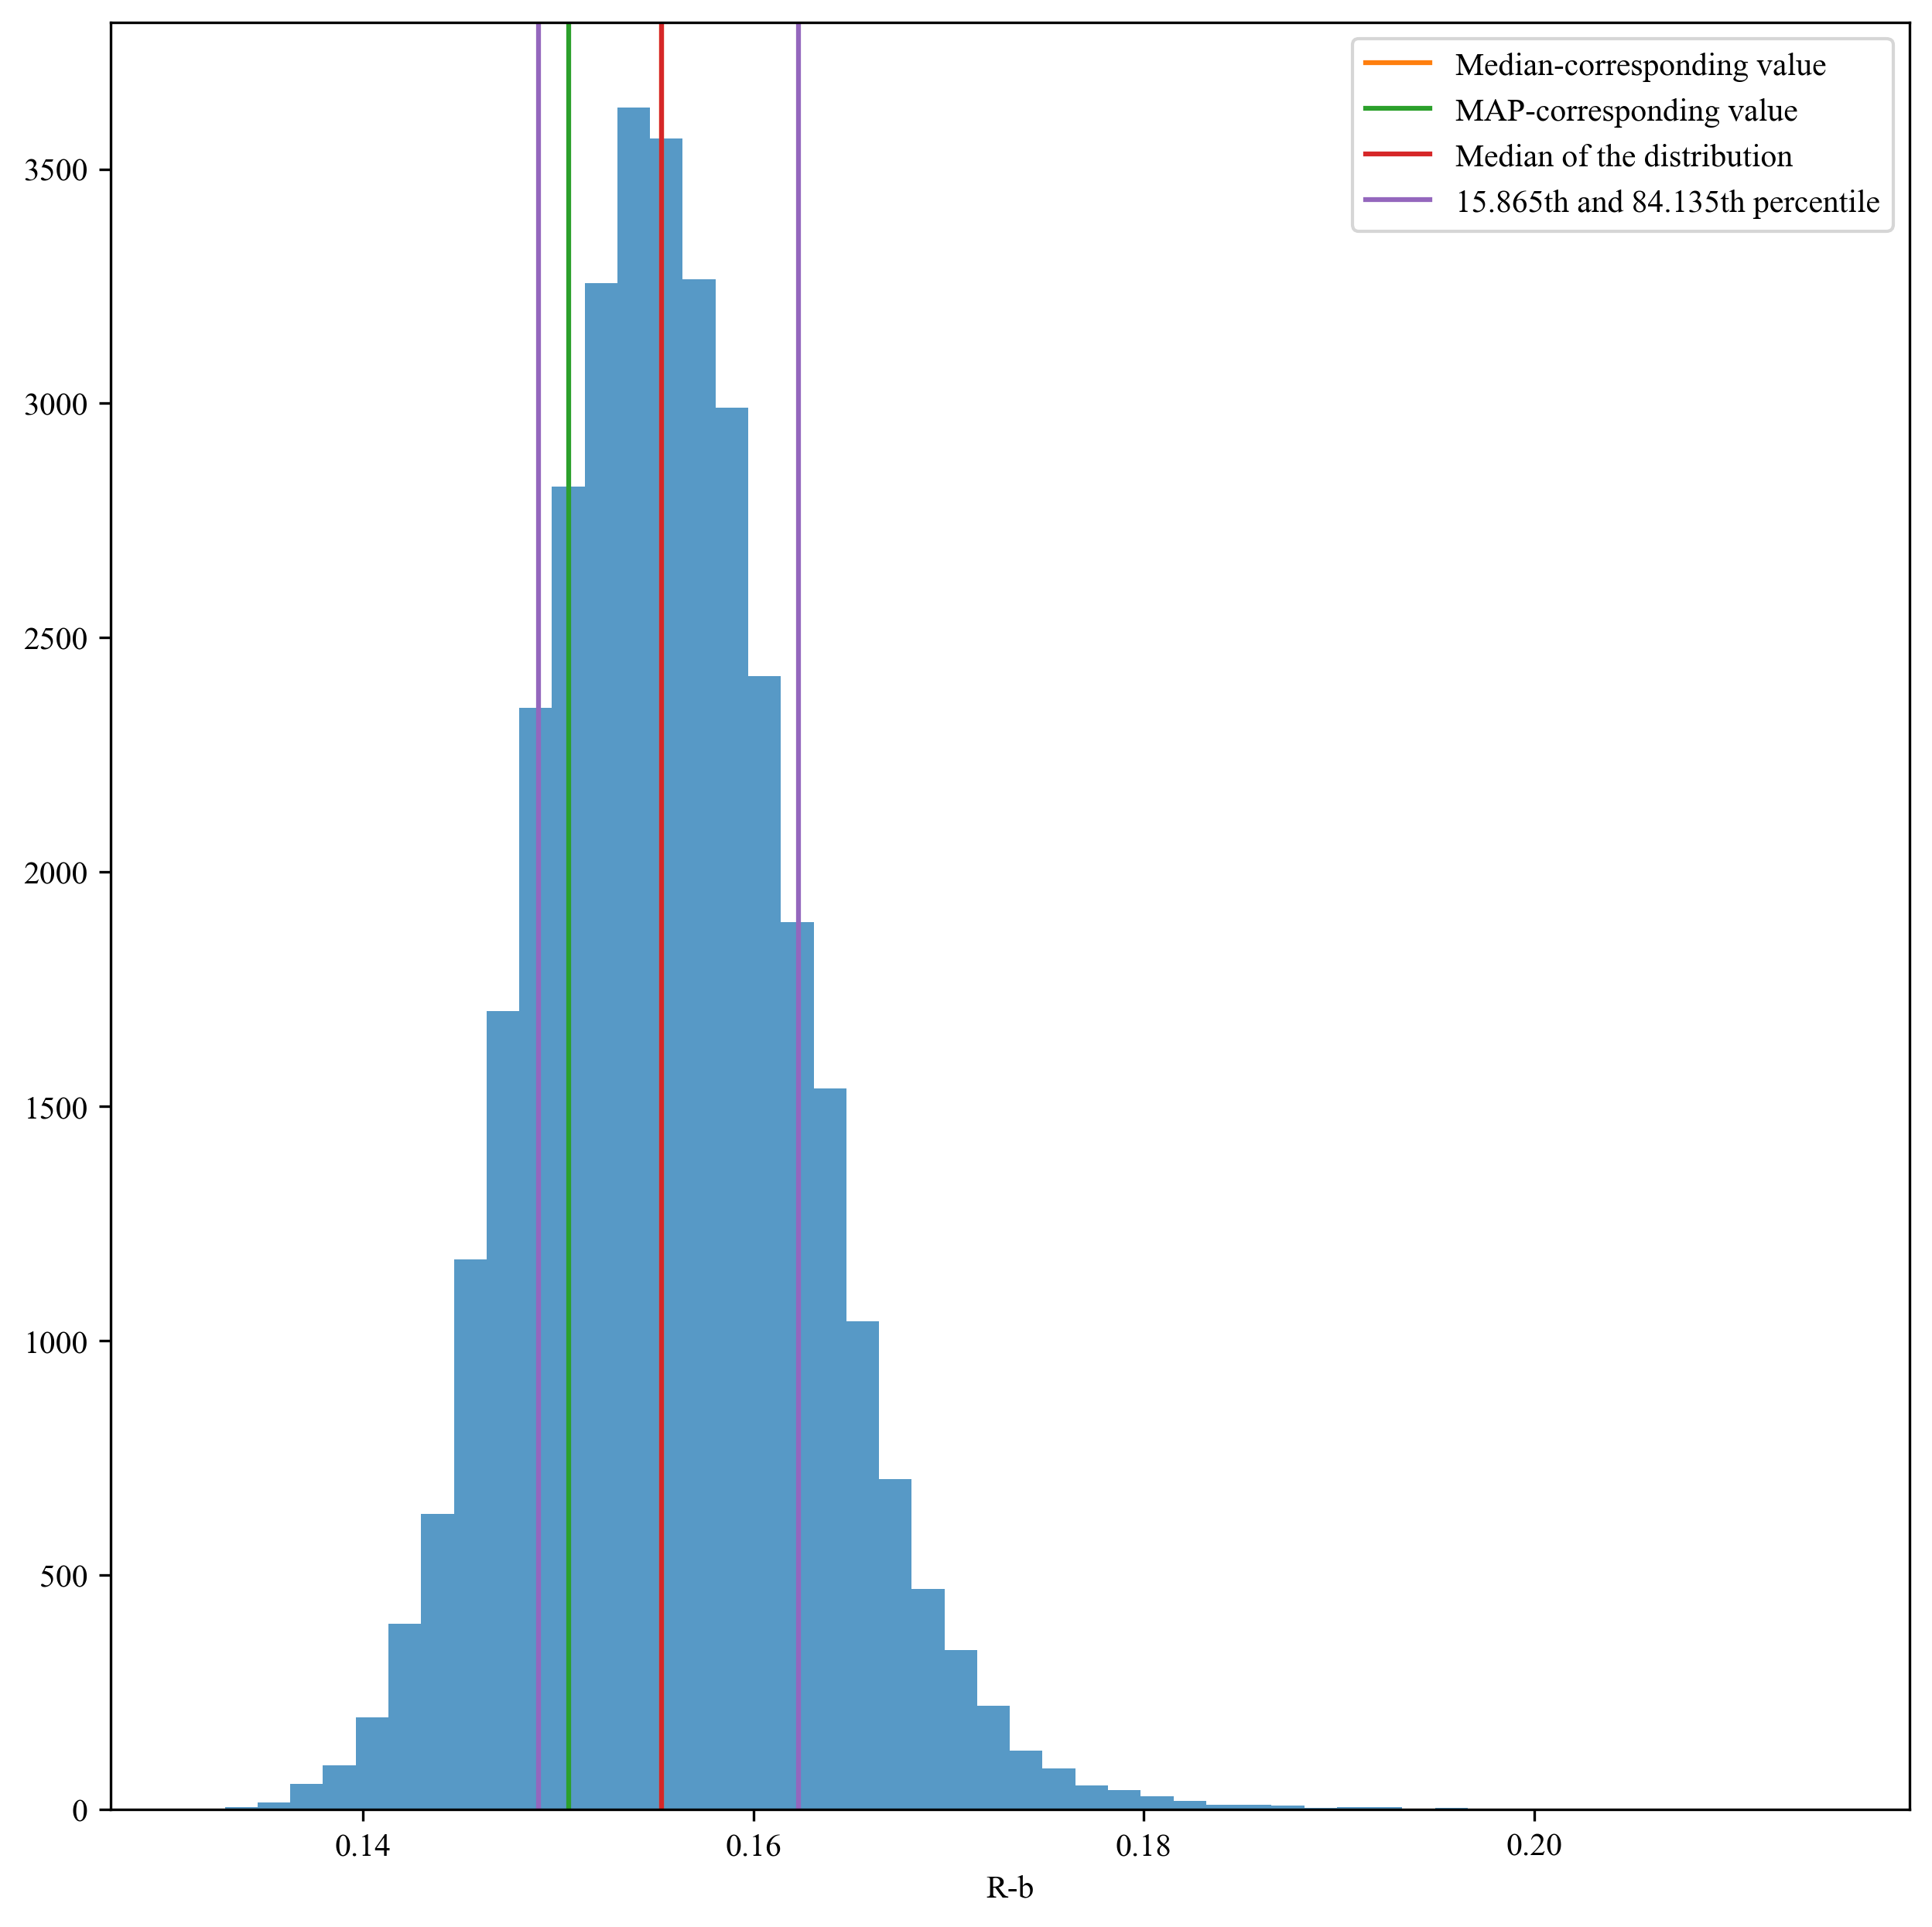 Median-corresponding value
MAP-corresponding value
Median of the distribution
15.865th and 84.135th percentile
3500
3000
2500
2000
1500
1000
500
0
0.14 0.16 0.18 0.20
R-b